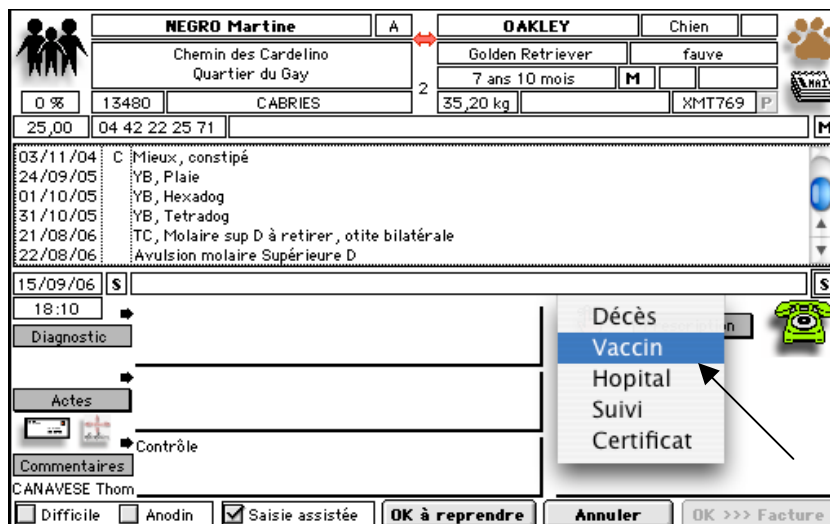 NEGRO Martine A OAKLEY Chien
Chemin des Cardelino Golden Retriever fauve
Quartier du Gay 7 ans 10 mois M
2
0 % 13480 CABRIES 35,20 kg XMT769 P
25,00 04 42 22 25 71 M
03/11/04 C Mieux, constipé
24/09/05 YB, Plaie
01/10/05 YB, Hexadog
31/10/05 YB, Tetradog
21/08/06 TC, Molaire sup D à retirer, otite bilatérale
22/08/06 Avulsion molaire Supérieure D
15/09/06 S S
18:10
Diagnostic
Décès
Vaccin
Hopital
Suivi
Certificat
Actes
Contrôle
Commentaires
CANAVESE Thom
Difficile Anodin Saisie assistée OK à reprendre Annuler OK >>> Facture